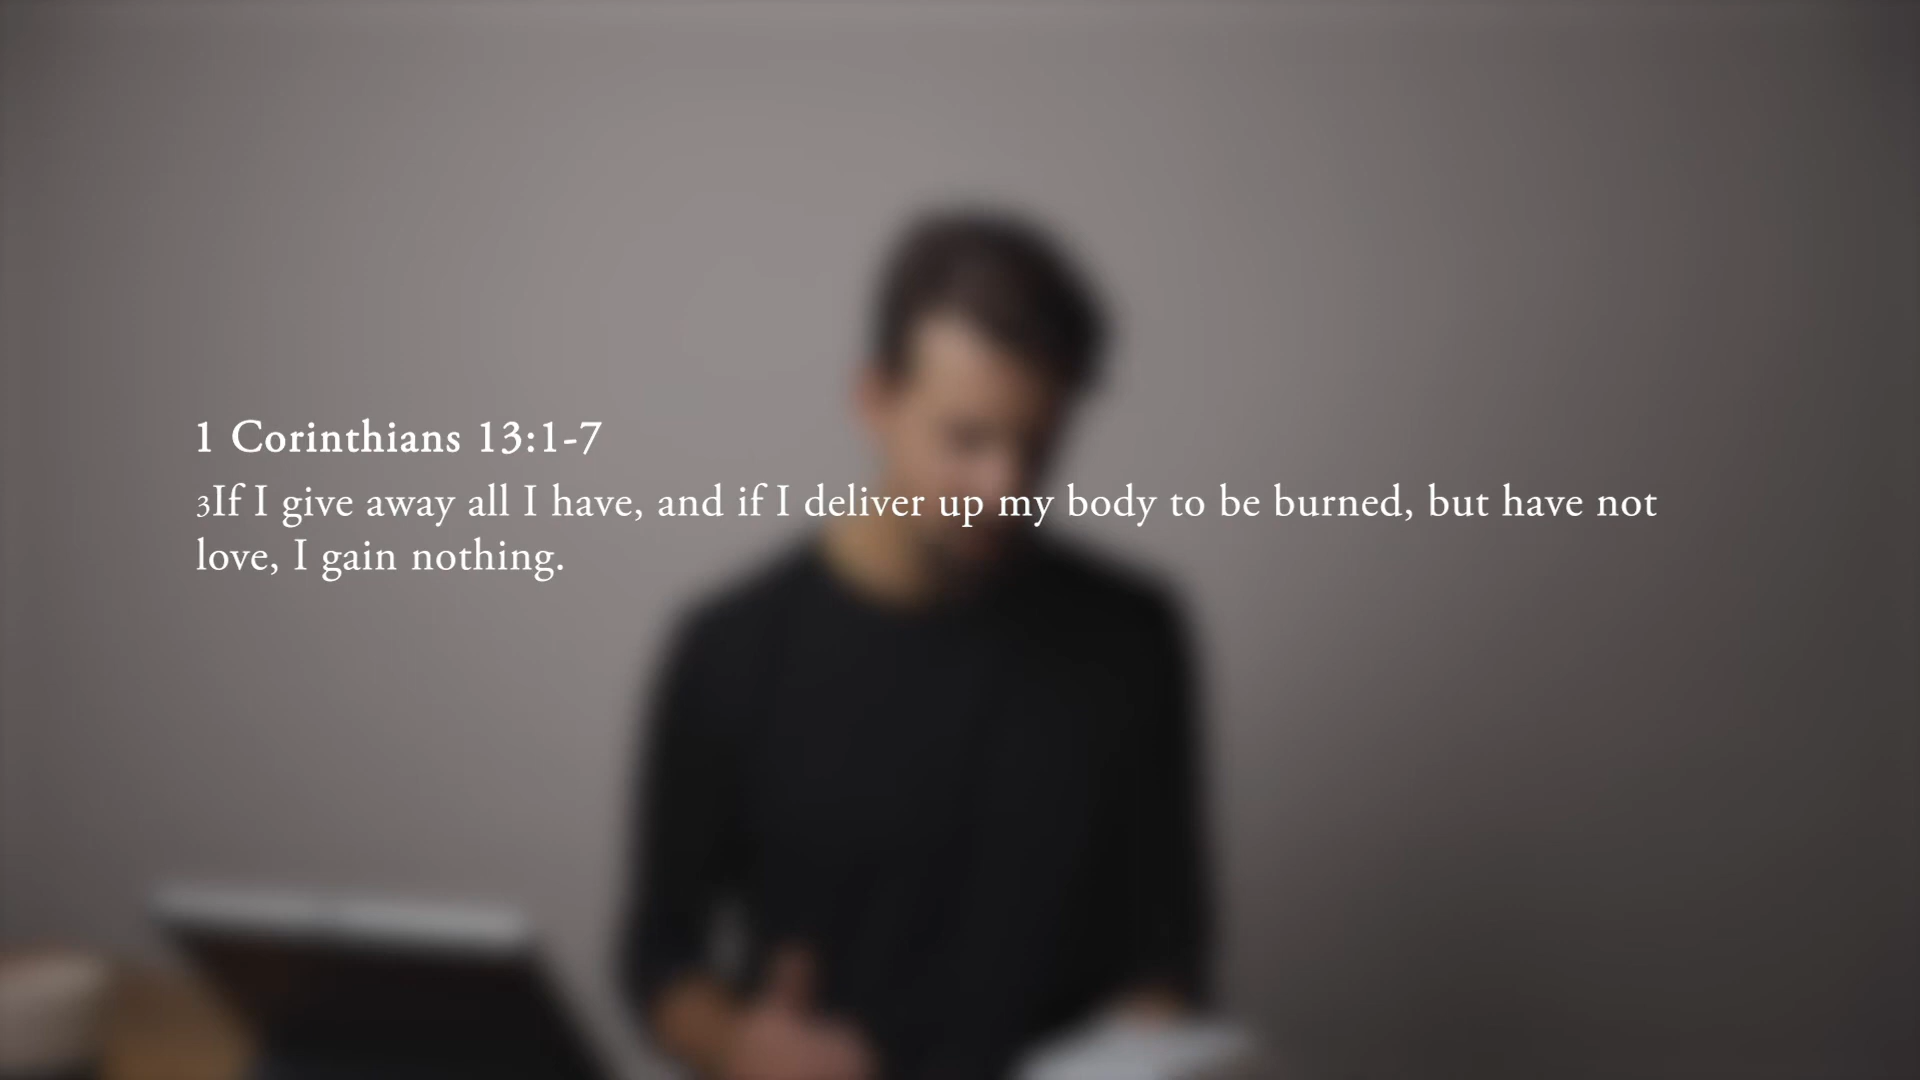 1 Corinthians 13:1-7
3If I give away all I have, and if I deliver up my body to be burned, but have not
love, I gain nothing.